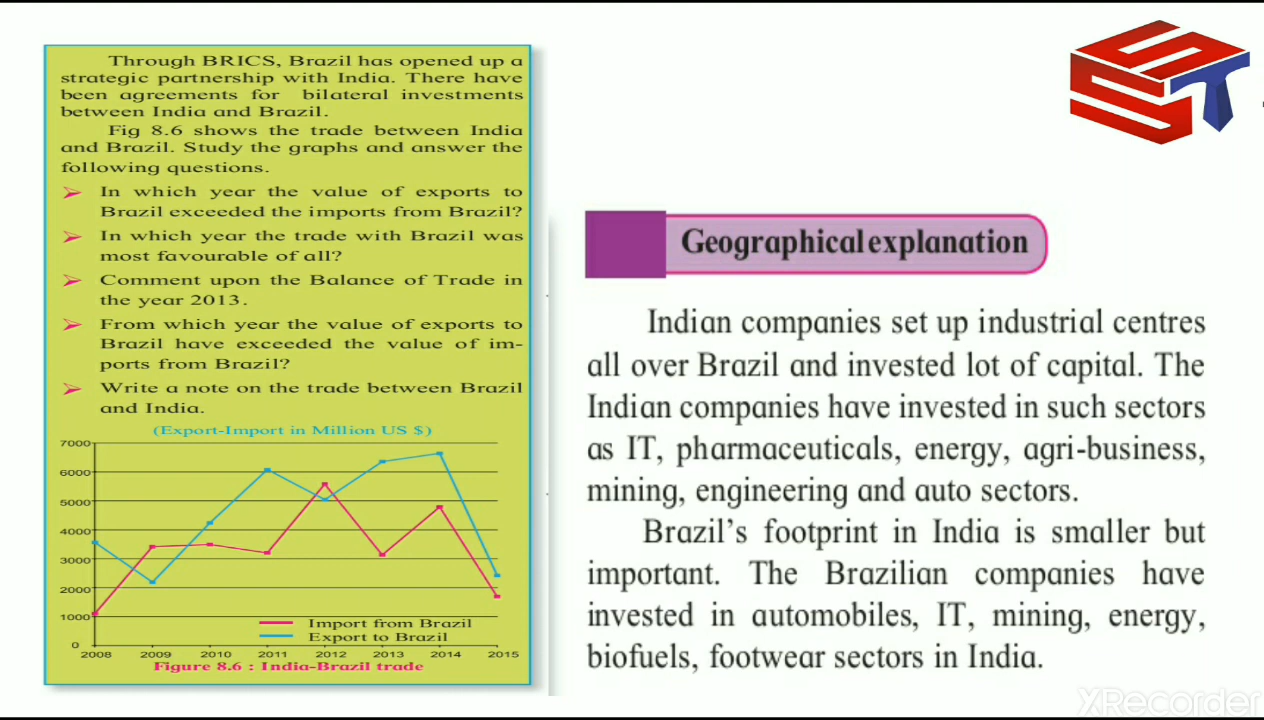 Through BRICS, Brazil has opened up a
strategic partnership with India. There have
been agreements for bilateral investments
between India and Brazil.
Fig 8.6 shows the trade between India
and Brazil. Study the graphs and answer the
following questions.
➢ In which year the value of exports to
Brazil exceeded the imports from Brazil?
➢ In which year the trade with Brazil was
most favourable of all?
➢ Comment upon the Balance of Trade in
the year 2013.
➢ From which year the value of exports to
Brazil have exceeded the value of im-
ports from Brazil?
➢ Write a note on the trade between Brazil
and India.
(Export-Import in Million US $)
7000
6000
5000
4000
3000
2000
1000
0
Import from Brazil
Export to Brazil
2008 2009 2010 2011 2012 2013 2014 2015
Figure 8.6 : India-Brazil trade
SST
Geographical explanation
Indian companies set up industrial centres
all over Brazil and invested lot of capital. The
Indian companies have invested in such sectors
as IT, pharmaceuticals, energy, agri-business,
mining, engineering and auto sectors.
Brazil's footprint in India is smaller but
important. The Brazilian companies have
invested in automobiles, IT, mining, energy,
biofuels, footwear sectors in India.
XRecorder